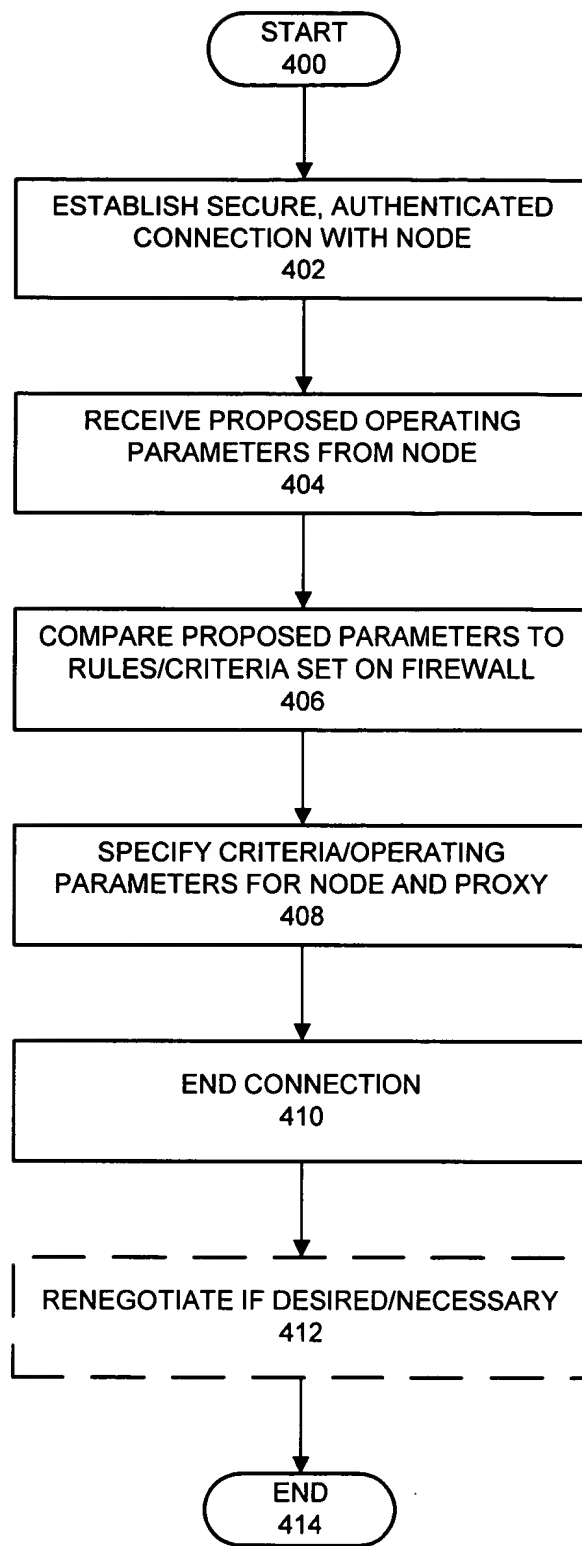 START
400
ESTABLISH SECURE, AUTHENTICATED
CONNECTION WITH NODE
402
RECEIVE PROPOSED OPERATING
PARAMETERS FROM NODE
404
COMPARE PROPOSED PARAMETERS TO
RULES/CRITERIA SET ON FIREWALL
406
SPECIFY CRITERIA/OPERATING
PARAMETERS FOR NODE AND PROXY
408
END CONNECTION
410
RENEGOTIATE IF DESIRED/NECESSARY
412
END
414